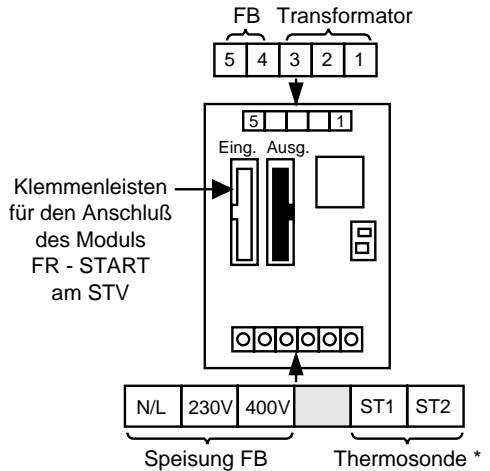 FB Transformator
5 4 3 2 1
5 1
Eing. Ausg.
Klemmenleisten
für den Anschluß
des Moduls
FR - START
am STV
N/L 230V 400V ST1 ST2
Speisung FB Thermosonde *